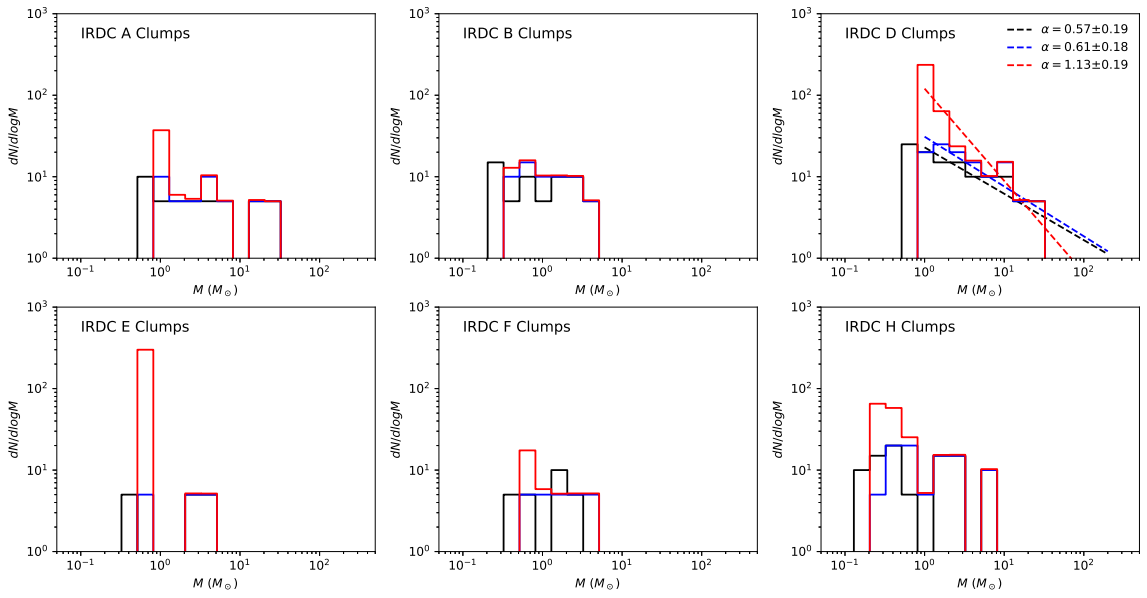 IRDC A Clumps
dN/dlogM
10³
10²
10¹
10⁰
10⁻¹ 10⁰ 10¹ 10²
M (M⊙)
IRDC B Clumps
dN/dlogM
10³
10²
10¹
10⁰
10⁻¹ 10⁰ 10¹ 10²
M (M⊙)
IRDC D Clumps
α = 0.57±0.19
α = 0.61±0.18
α = 1.13±0.19
dN/dlogM
10³
10²
10¹
10⁰
10⁻¹ 10⁰ 10¹ 10²
M (M⊙)
IRDC E Clumps
dN/dlogM
10³
10²
10¹
10⁰
10⁻¹ 10⁰ 10¹ 10²
M (M⊙)
IRDC F Clumps
dN/dlogM
10³
10²
10¹
10⁰
10⁻¹ 10⁰ 10¹ 10²
M (M⊙)
IRDC H Clumps
dN/dlogM
10³
10²
10¹
10⁰
10⁻¹ 10⁰ 10¹ 10²
M (M⊙)